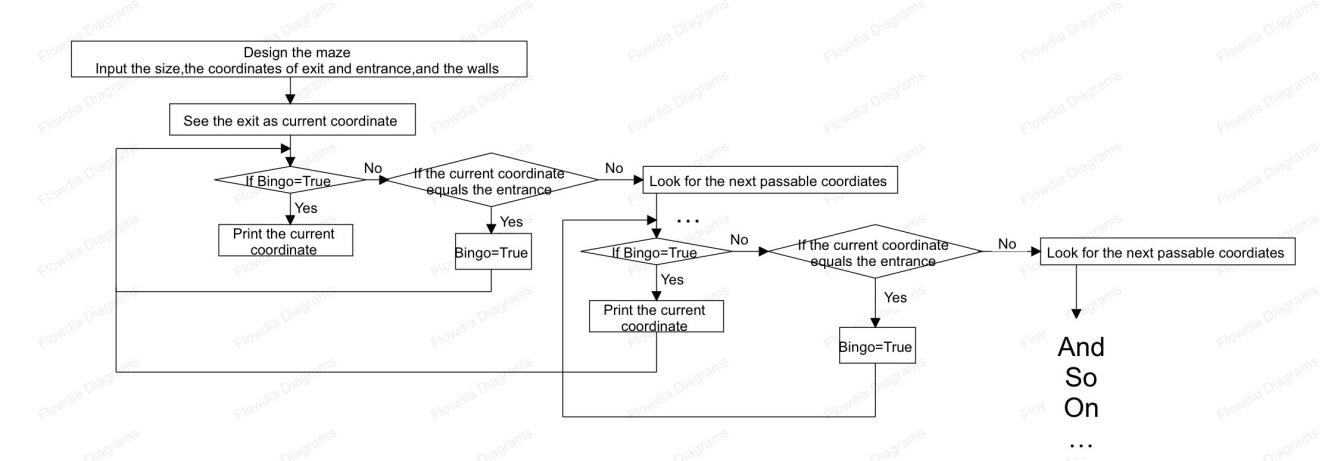 Design the maze
Input the size,the coordinates of exit and entrance,and the walls
See the exit as current coordinate
If Bingo=True
No
If the current coordinate
equals the entrance
No
Look for the next passable coordiates
Yes
Print the current
coordinate
Yes
Bingo=True
...
If Bingo=True
No
If the current coordinate
equals the entrance
No
Look for the next passable coordiates
Yes
Print the current
coordinate
Yes
Bingo=True
And
So
On
...
Flowdia Diagrams